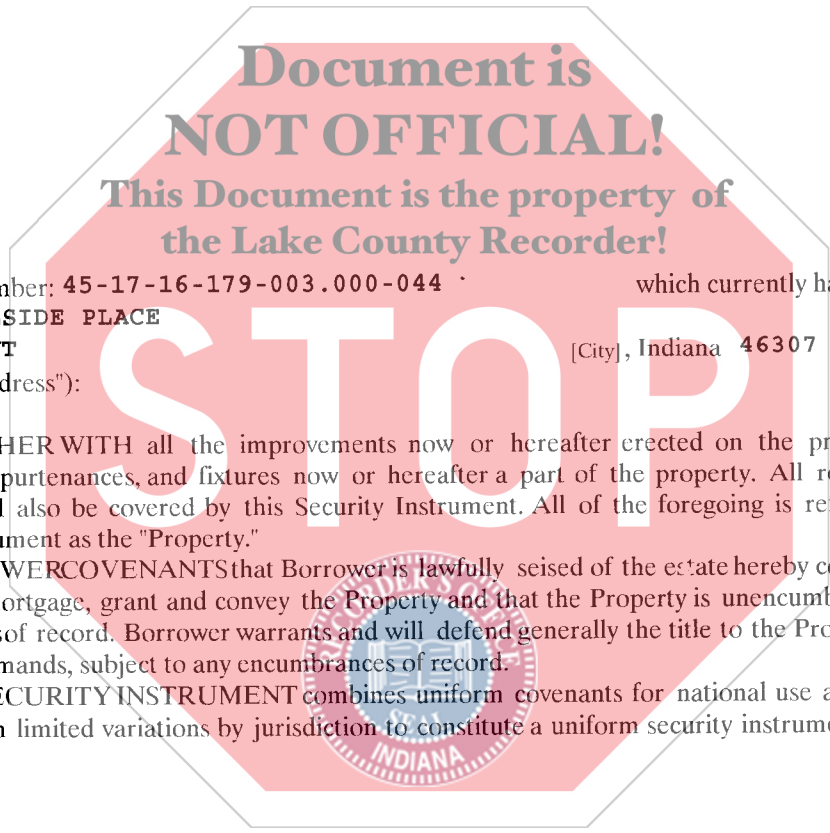 Document is
NOT OFFICIAL!
This Document is the property of
the Lake County Recorder!
nber: 45-17-16-179-003.000-044 which currently ha
SIDE PLACE
T [City], Indiana 46307
dress"):
STOP
HER WITH all the improvements now or hereafter erected on the pr
purtenances, and fixtures now or hereafter a part of the property. All re
l also be covered by this Security Instrument. All of the foregoing is re
ument as the "Property."
WER COVENANTS that Borrower is lawfully seised of the estate hereby co
ortgage, grant and convey the Property and that the Property is unencumb
s of record. Borrower warrants and will defend generally the title to the Pro
mands, subject to any encumbrances of record.
ECURITY INSTRUMENT combines uniform covenants for national use a
n limited variations by jurisdiction to constitute a uniform security instrume
RECORDER'S OFFICE
SEAL
INDIANA